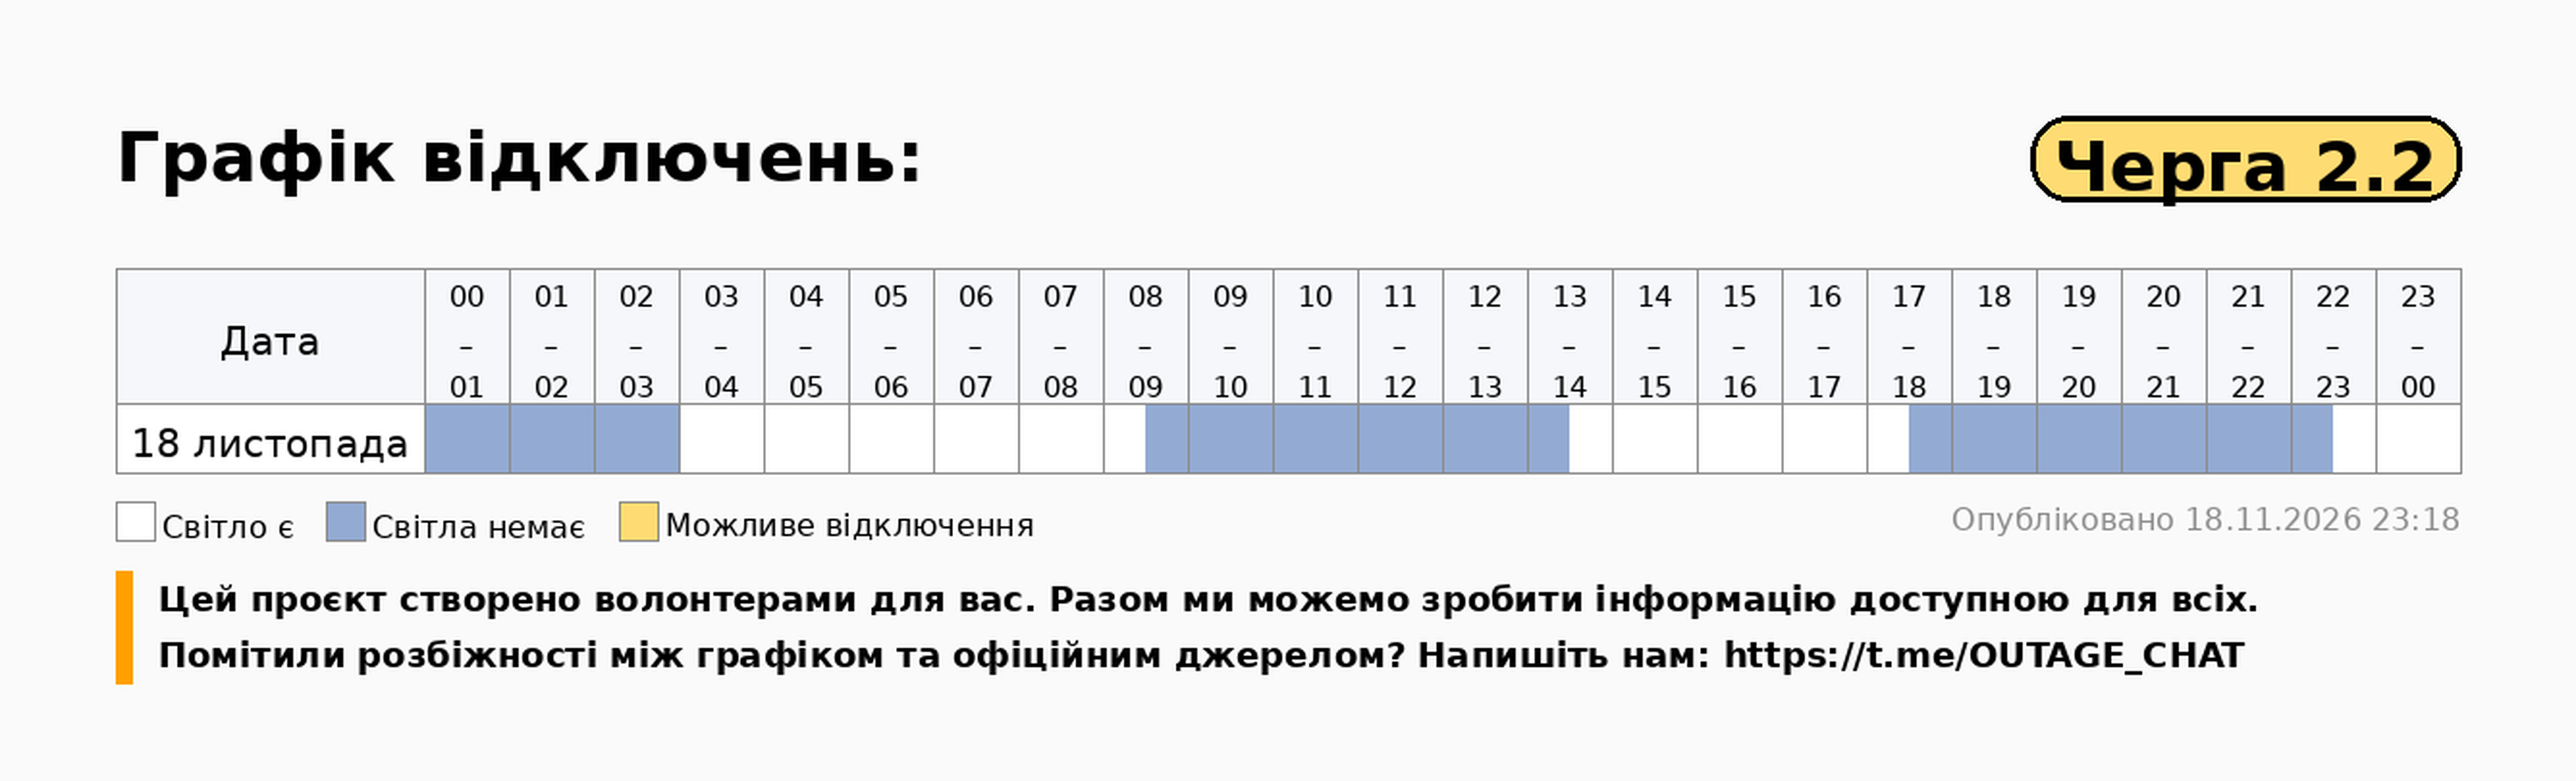 Графік відключень:
Черга 2.2
Дата
00 – 01
01 – 02
02 – 03
03 – 04
04 – 05
05 – 06
06 – 07
07 – 08
08 – 09
09 – 10
10 – 11
11 – 12
12 – 13
13 – 14
14 – 15
15 – 16
16 – 17
17 – 18
18 – 19
19 – 20
20 – 21
21 – 22
22 – 23
23 – 00
18 листопада
Світло є
Світла немає
Можливе відключення
Опубліковано 18.11.2026 23:18
Цей проєкт створено волонтерами для вас. Разом ми можемо зробити інформацію доступною для всіх.
Помітили розбіжності між графіком та офіційним джерелом? Напишіть нам: https://t.me/OUTAGE_CHAT